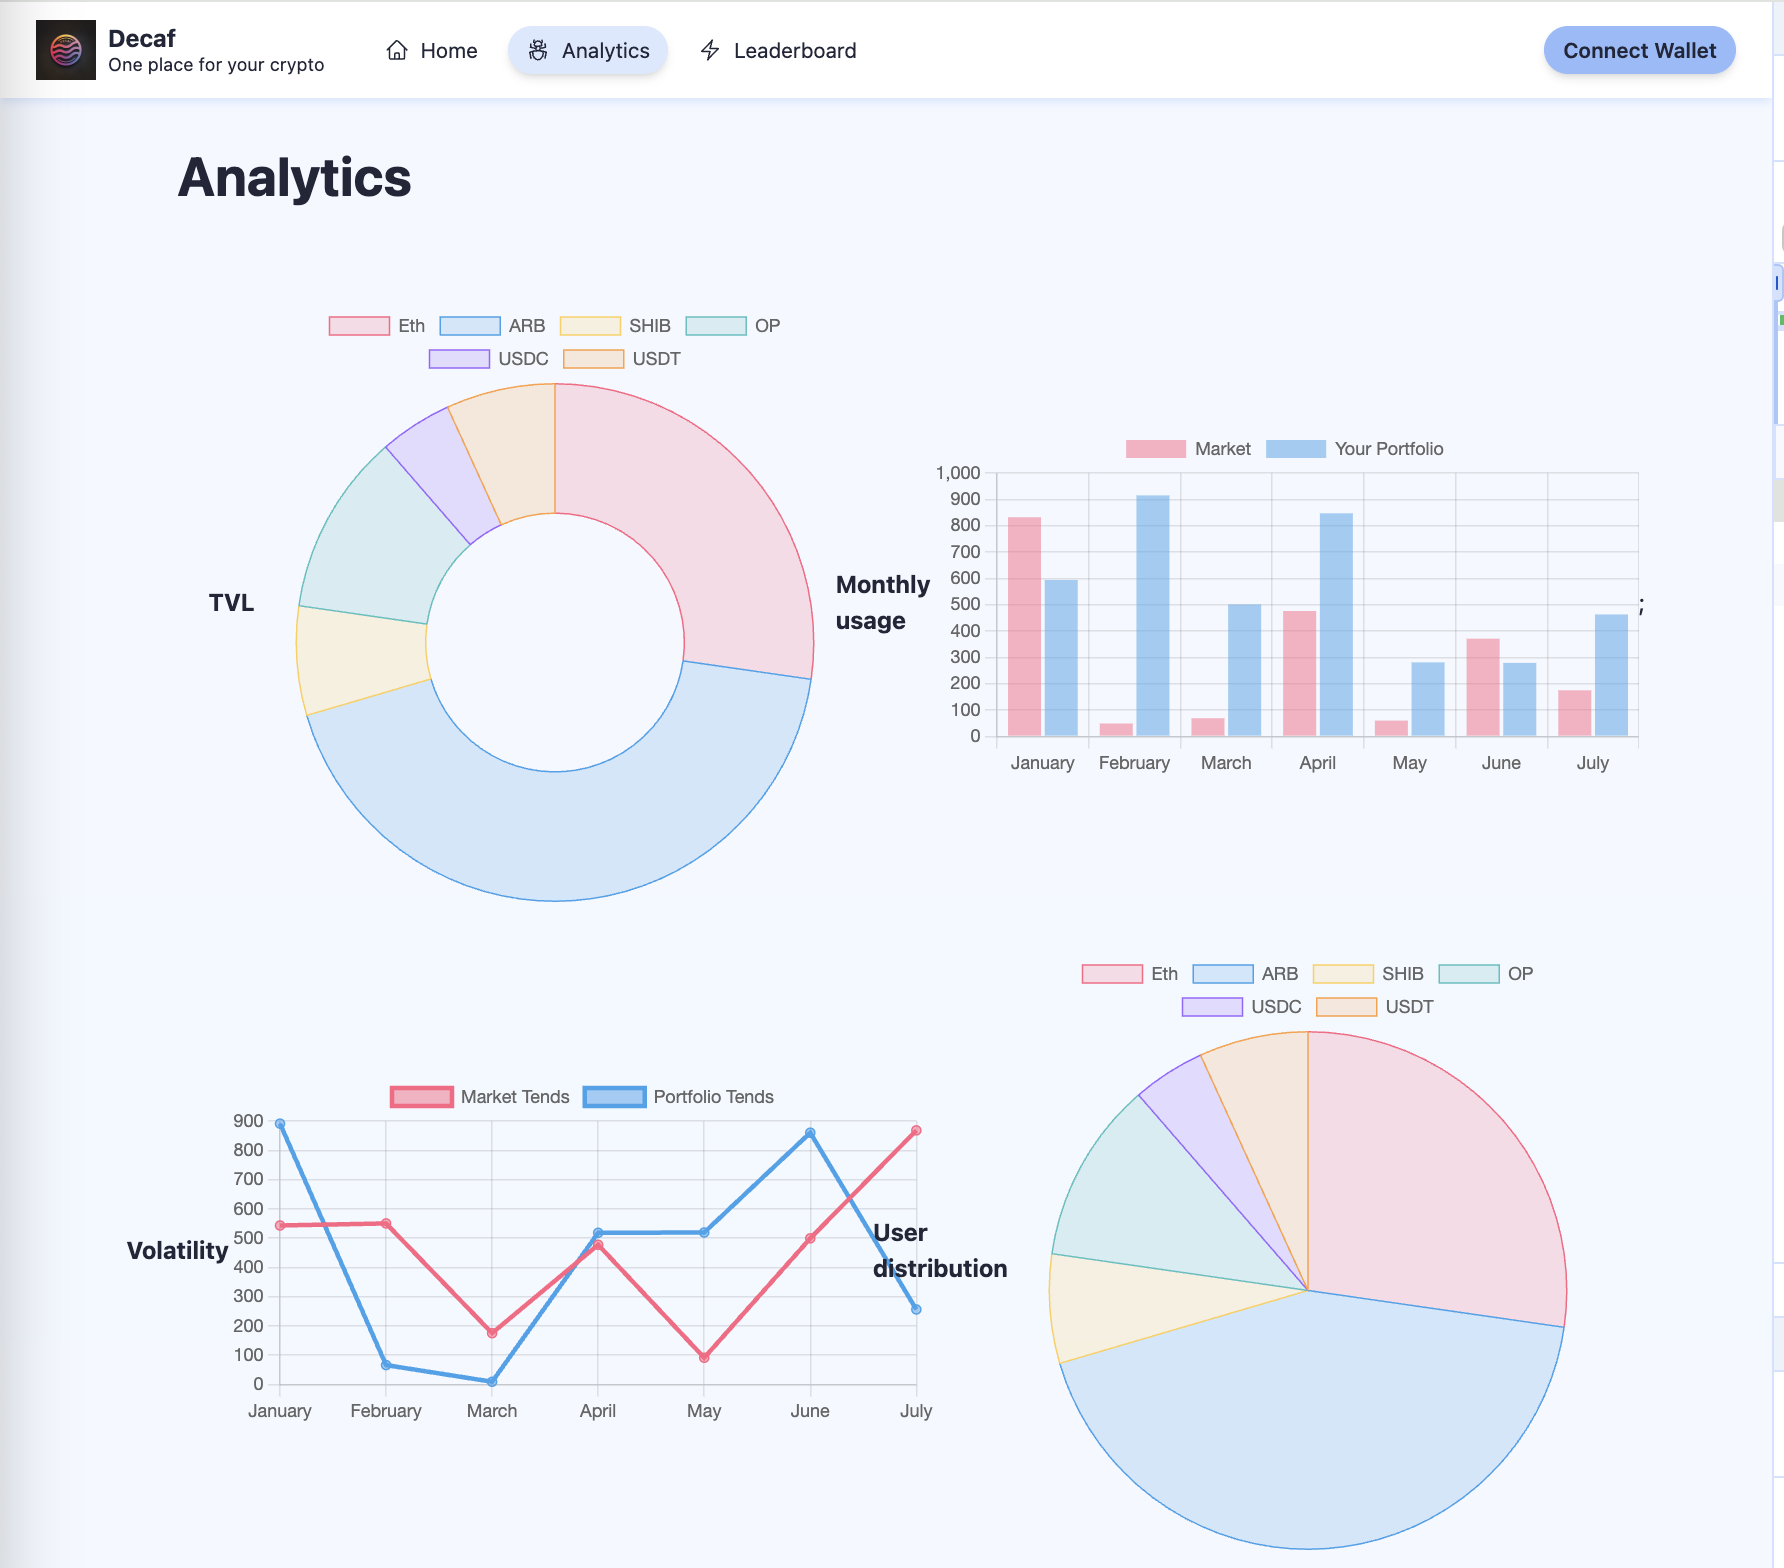 Decaf
One place for your crypto
Home
Analytics
Leaderboard
Connect Wallet
Analytics
Eth ARB SHIB OP
USDC USDT
TVL
Monthly
usage
Market Your Portfolio
1,000
900
800
700
600
500
400
300
200
100
0
January February March April May June July
;
Volatility
Market Tends Portfolio Tends
900
800
700
600
500
400
300
200
100
0
January February March April May June July
User
distribution
Eth ARB SHIB OP
USDC USDT